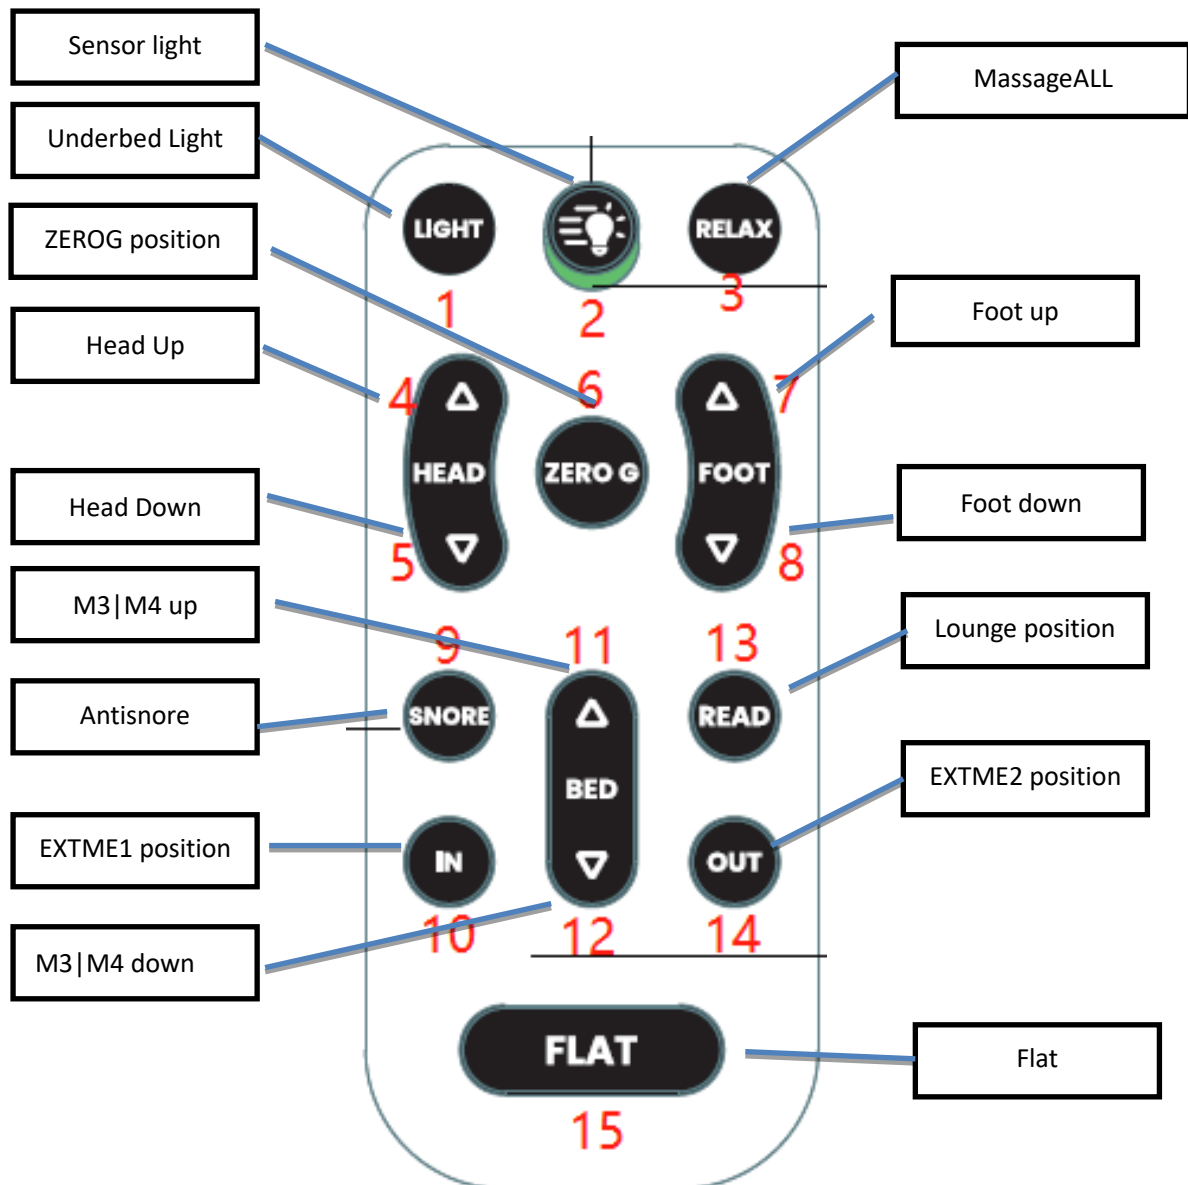 Sensor light
MassageALL
Underbed Light
LIGHT
RELAX
ZEROG position
1
2
3
Head Up
Foot up
4
6
7
HEAD
ZERO G
FOOT
Head Down
Foot down
5
8
M3|M4 up
Lounge position
9
11
13
Antisnore
SNORE
READ
BED
EXTME2 position
EXTME1 position
IN
OUT
10
12
14
M3|M4 down
FLAT
Flat
15